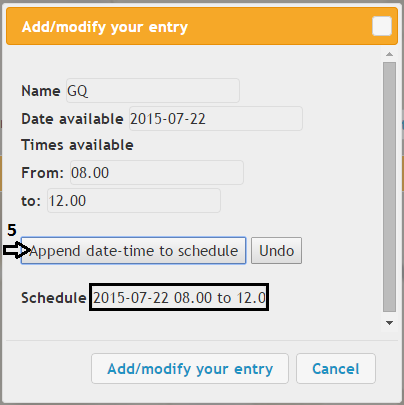 Add/modify your entry
Name GQ
Date available 2015-07-22
Times available
From: 08.00
to: 12.00
5
Append date-time to schedule Undo
Schedule 2015-07-22 08.00 to 12.0
Add/modify your entry Cancel